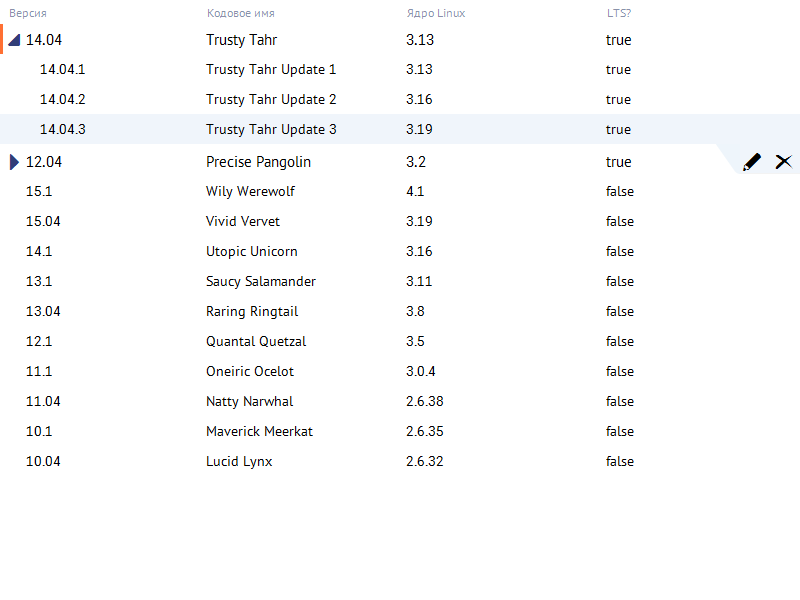 Версия Кодовое имя Ядро Linux LTS?
14.04 Trusty Tahr 3.13 true
14.04.1 Trusty Tahr Update 1 3.13 true
14.04.2 Trusty Tahr Update 2 3.16 true
14.04.3 Trusty Tahr Update 3 3.19 true
12.04 Precise Pangolin 3.2 true
15.1 Wily Werewolf 4.1 false
15.04 Vivid Vervet 3.19 false
14.1 Utopic Unicorn 3.16 false
13.1 Saucy Salamander 3.11 false
13.04 Raring Ringtail 3.8 false
12.1 Quantal Quetzal 3.5 false
11.1 Oneiric Ocelot 3.0.4 false
11.04 Natty Narwhal 2.6.38 false
10.1 Maverick Meerkat 2.6.35 false
10.04 Lucid Lynx 2.6.32 false